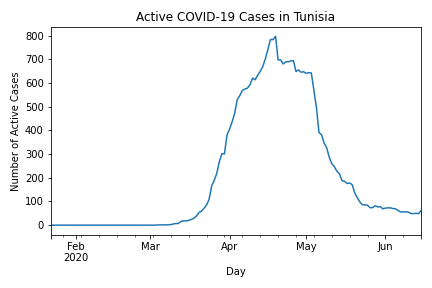 Active COVID-19 Cases in Tunisia
Number of Active Cases
800
700
600
500
400
300
200
100
0
Feb Mar Apr May Jun
2020
Day